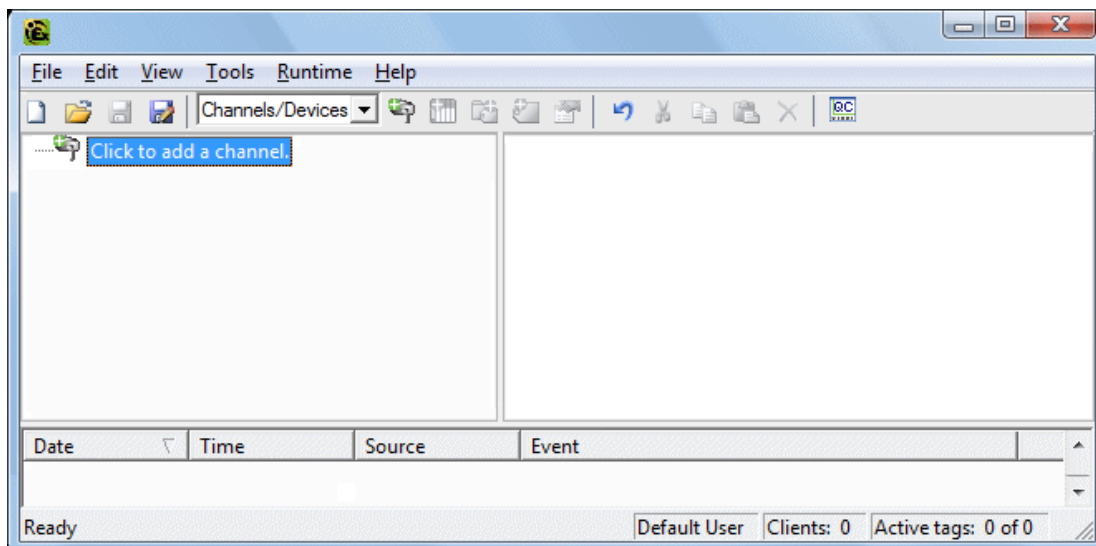 File Edit View Tools Runtime Help
Channels/Devices QC
Click to add a channel.
Date Time Source Event
Ready Default User Clients: 0 Active tags: 0 of 0